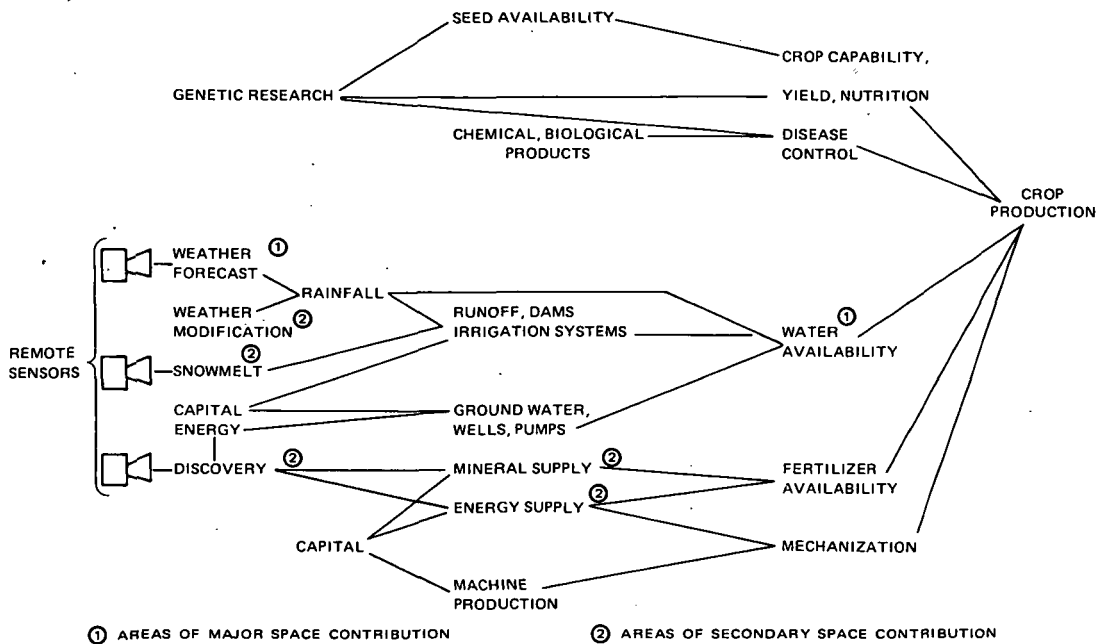 SEED AVAILABILITY
CROP CAPABILITY,
GENETIC RESEARCH
YIELD, NUTRITION
CHEMICAL, BIOLOGICAL
PRODUCTS
DISEASE
CONTROL
CROP
PRODUCTION
WEATHER ①
FORECAST
RAINFALL
WEATHER
MODIFICATION ②
RUNOFF, DAMS
IRRIGATION SYSTEMS
WATER ①
AVAILABILITY
REMOTE
SENSORS
SNOWMELT ②
CAPITAL
ENERGY
GROUND WATER,
WELLS, PUMPS
DISCOVERY ②
MINERAL SUPPLY ②
FERTILIZER
AVAILABILITY
ENERGY SUPPLY ②
CAPITAL
MECHANIZATION
MACHINE
PRODUCTION
① AREAS OF MAJOR SPACE CONTRIBUTION
② AREAS OF SECONDARY SPACE CONTRIBUTION